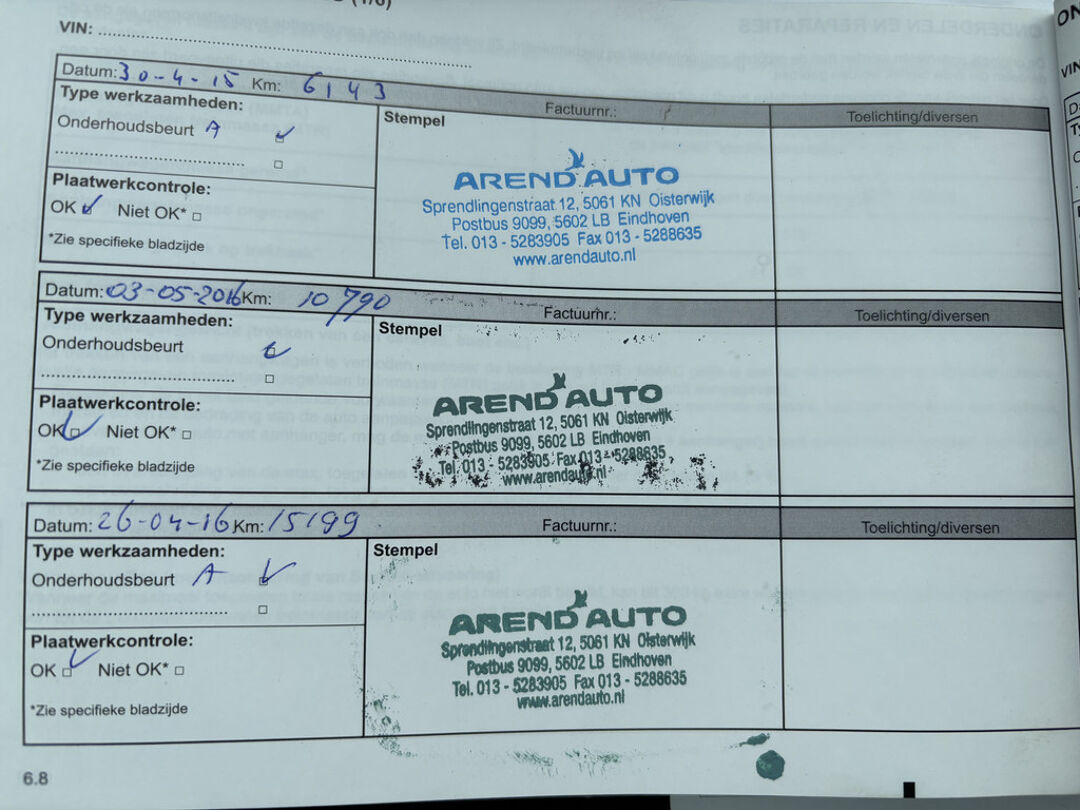 VIN:
Datum: 30-4-15 Km: 6143
Factuurnr.:
Toelichting/diversen
Type werkzaamheden:
Stempel
Onderhoudsbeurt A
Plaatwerkcontrole:
OK Niet OK*
*Zie specifieke bladzijde
AREND AUTO
Sprendlingenstraat 12, 5061 KN Oisterwijk
Postbus 9099, 5602 LB Eindhoven
Tel. 013 - 5283905 Fax 013 - 5288635
www.arendauto.nl
Datum: 03-05-2016 Km: 10790
Factuurnr.:
Toelichting/diversen
Type werkzaamheden:
Stempel
Onderhoudsbeurt
Plaatwerkcontrole:
OK Niet OK*
*Zie specifieke bladzijde
AREND AUTO
Sprendlingenstraat 12, 5061 KN Oisterwijk
Postbus 9099, 5602 LB Eindhoven
Tel. 013 - 5283905 Fax 013 - 5288635
www.arendauto.nl
Datum: 26-04-16 Km: 15199
Factuurnr.:
Toelichting/diversen
Type werkzaamheden:
Stempel
Onderhoudsbeurt A
Plaatwerkcontrole:
OK Niet OK*
*Zie specifieke bladzijde
AREND AUTO
Sprendlingenstraat 12, 5061 KN Oisterwijk
Postbus 9099, 5602 LB Eindhoven
Tel. 013 - 5283905 Fax 013 - 5288635
www.arendauto.nl
6.8
ON
VIN